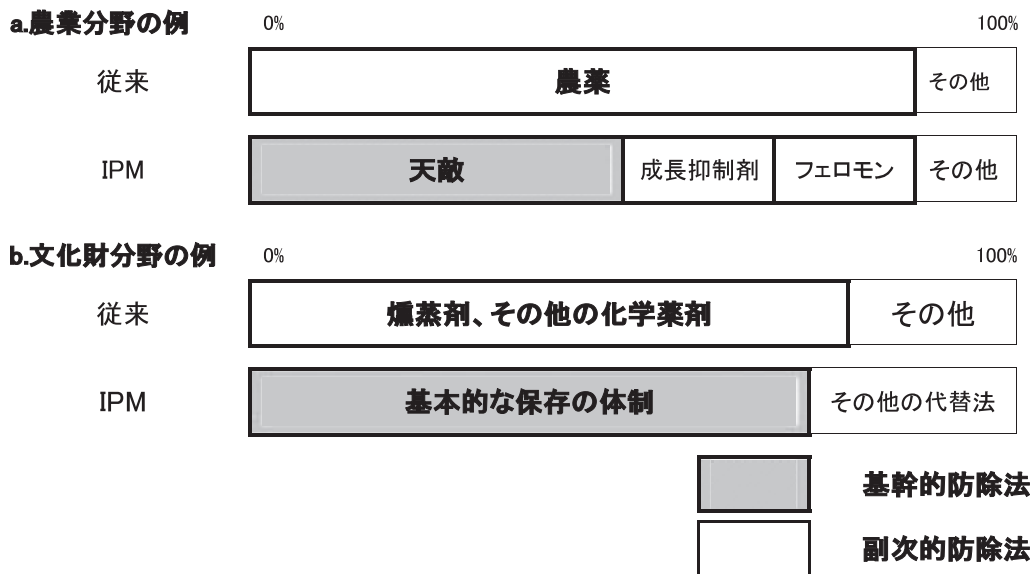 a.農業分野の例 0% 100%
従来 農薬 その他
IPM 天敵 成長抑制剤 フェロモン その他
b.文化財分野の例 0% 100%
従来 燻蒸剤、その他の化学薬剤 その他
IPM 基本的な保存の体制 その他の代替法
基幹的防除法
副次的防除法